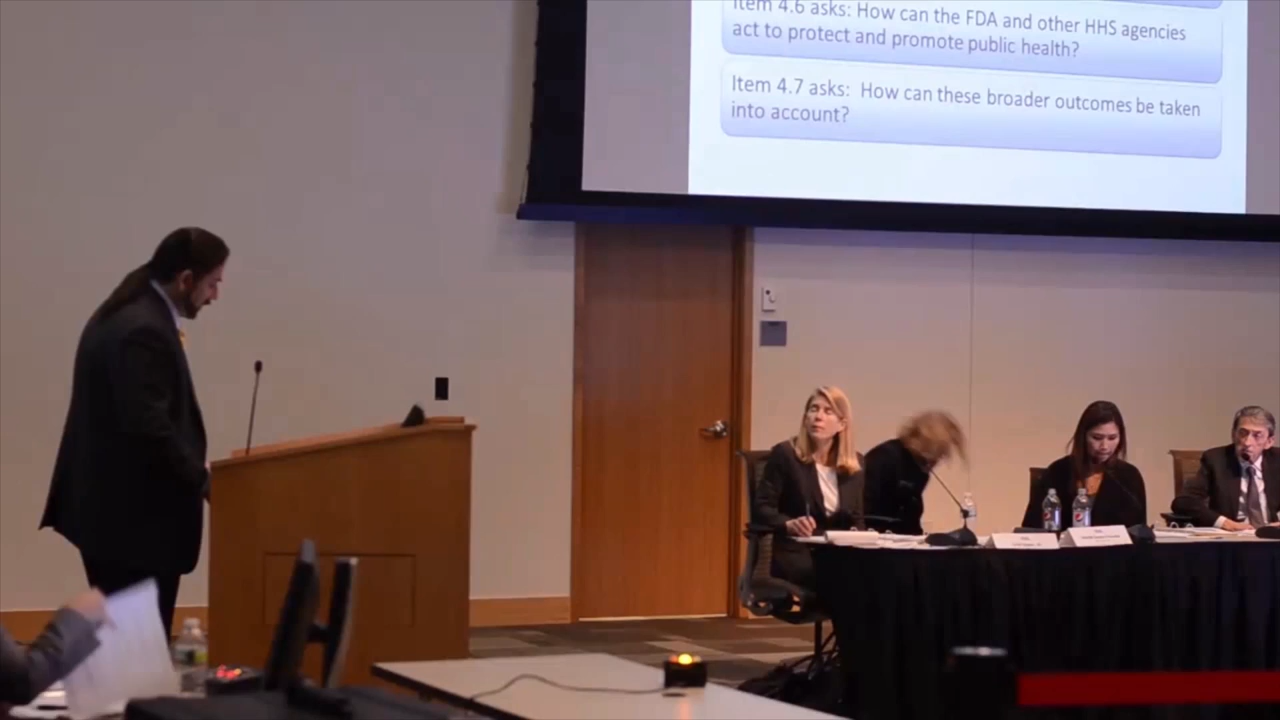 Item 4.6 asks: How can the FDA and other HHS agencies
act to protect and promote public health?
Item 4.7 asks:  How can these broader outcomes be taken
into account?